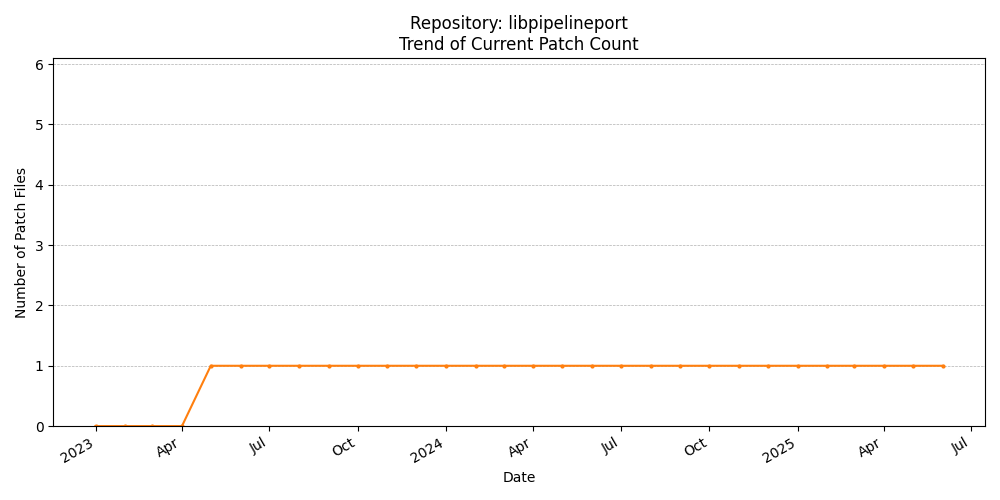 Repository: libpipelineport
Trend of Current Patch Count
Number of Patch Files
6
5
4
3
2
1
0
2023
Apr
Jul
Oct
2024
Apr
Jul
Oct
2025
Apr
Jul
Date